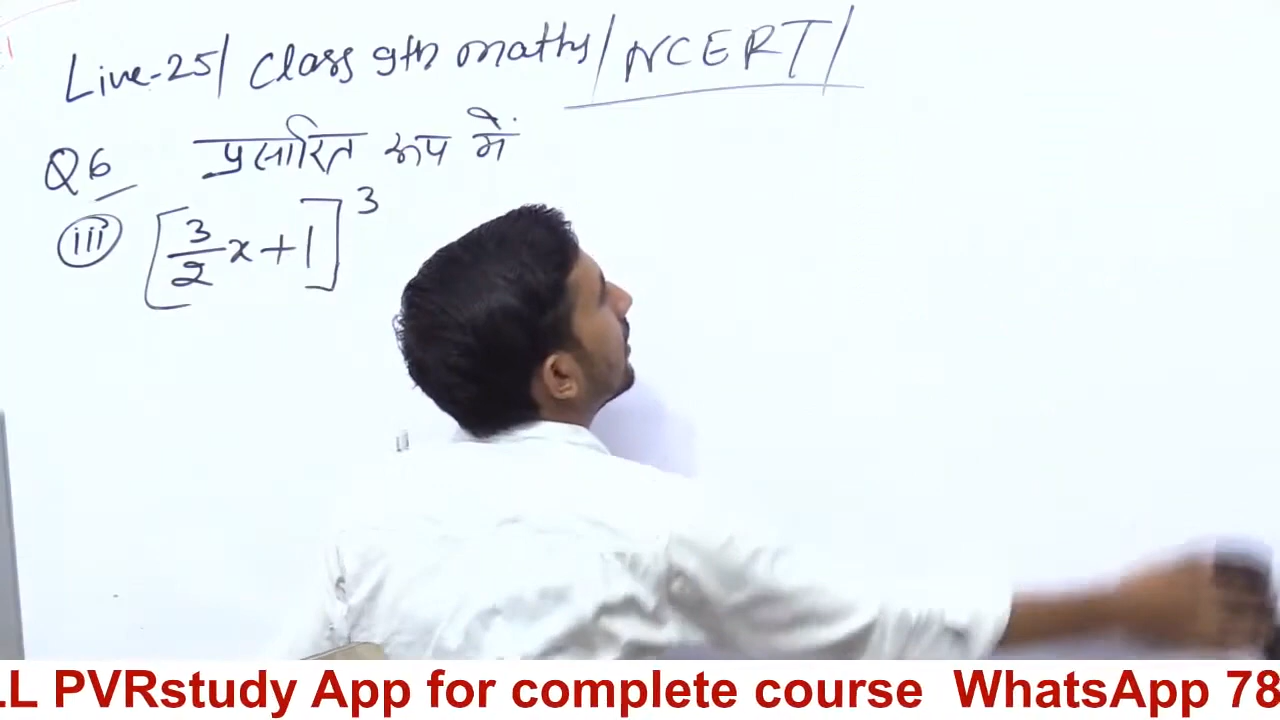 Live-25/ Class 9th maths/NCERT/
Q6 प्रसारित रूप में
iii [3/2 x + 1]^3
PVRstudy App for complete course WhatsApp 78